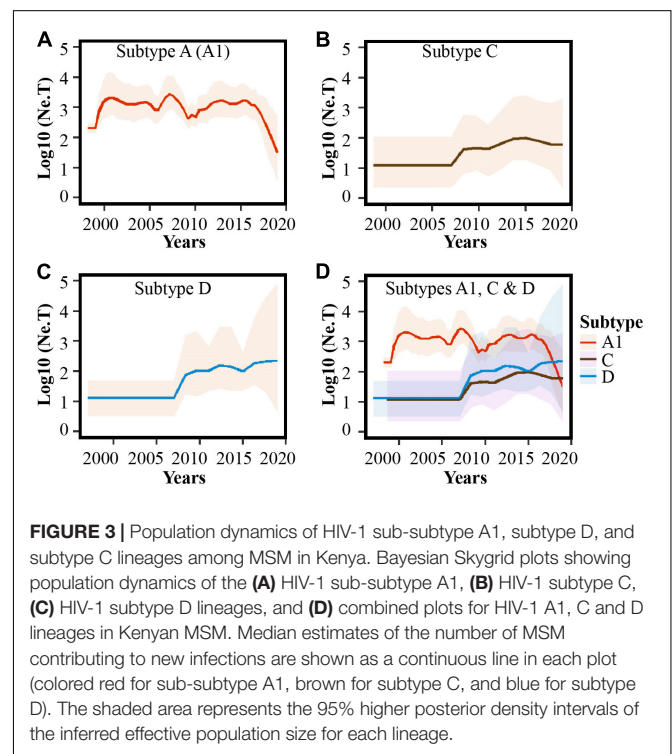 A
Subtype A (A1)
Log10 (Ne.T)
5
4
3
2
1
0
2000 2005 2010 2015 2020
Years
B
Subtype C
Log10 (Ne.T)
5
4
3
2
1
0
2000 2005 2010 2015 2020
Years
C
Subtype D
Log10 (Ne.T)
5
4
3
2
1
0
2000 2005 2010 2015 2020
Years
D
Subtypes A1, C & D
Log10 (Ne.T)
5
4
3
2
1
0
2000 2005 2010 2015 2020
Years
Subtype
A1
C
D
FIGURE 3 | Population dynamics of HIV-1 sub-subtype A1, subtype D, and
subtype C lineages among MSM in Kenya. Bayesian Skygrid plots showing
population dynamics of the (A) HIV-1 sub-subtype A1, (B) HIV-1 subtype C,
(C) HIV-1 subtype D lineages, and (D) combined plots for HIV-1 A1, C and D
lineages in Kenyan MSM. Median estimates of the number of MSM
contributing to new infections are shown as a continuous line in each plot
(colored red for sub-subtype A1, brown for subtype C, and blue for subtype
D). The shaded area represents the 95% higher posterior density intervals of
the inferred effective population size for each lineage.